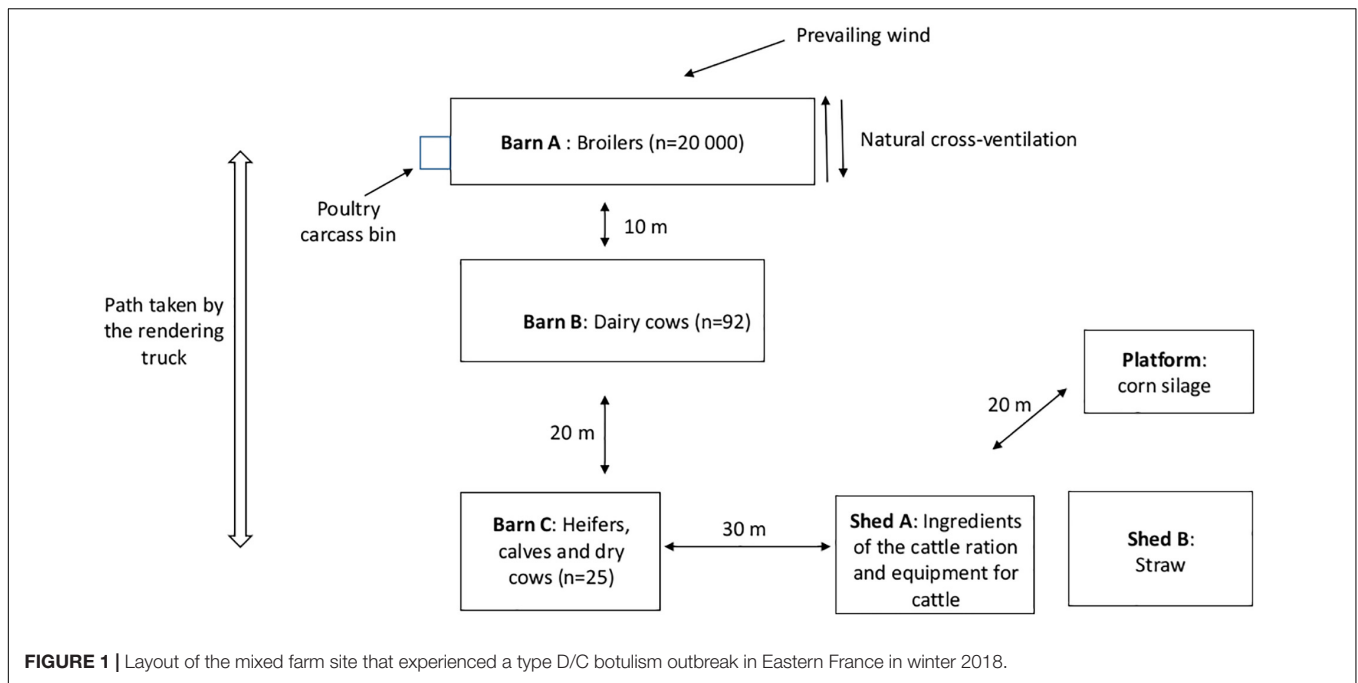 Prevailing wind
Barn A : Broilers (n=20 000)
Natural cross-ventilation
Poultry
carcass bin
10 m
Path taken by
the rendering
truck
Barn B: Dairy cows (n=92)
Platform:
corn silage
20 m
20 m
Barn C: Heifers,
calves and dry
cows (n=25)
30 m
Shed A: Ingredients
of the cattle ration
and equipment for
cattle
Shed B:
Straw
FIGURE 1 | Layout of the mixed farm site that experienced a type D/C botulism outbreak in Eastern France in winter 2018.